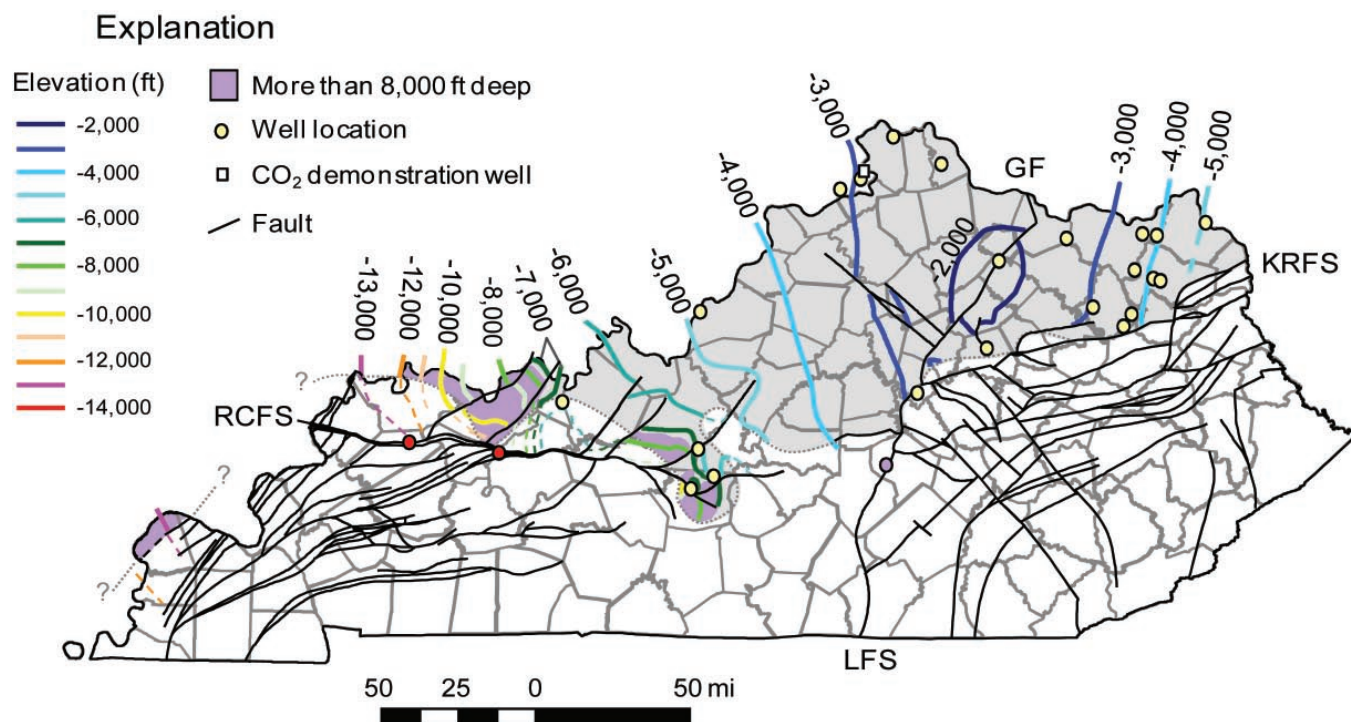 Explanation
Elevation (ft)
-2,000
-4,000
-6,000
-8,000
-10,000
-12,000
-14,000
More than 8,000 ft deep
Well location
CO₂ demonstration well
Fault
-13,000
-12,000
-10,000
-8,000
-7,000
-6,000
-5,000
-4,000
-3,000
-2,000
GF
-3,000
-4,000
-5,000
KRFS
?
RCFS
?
?
LFS
50 25 0 50 mi